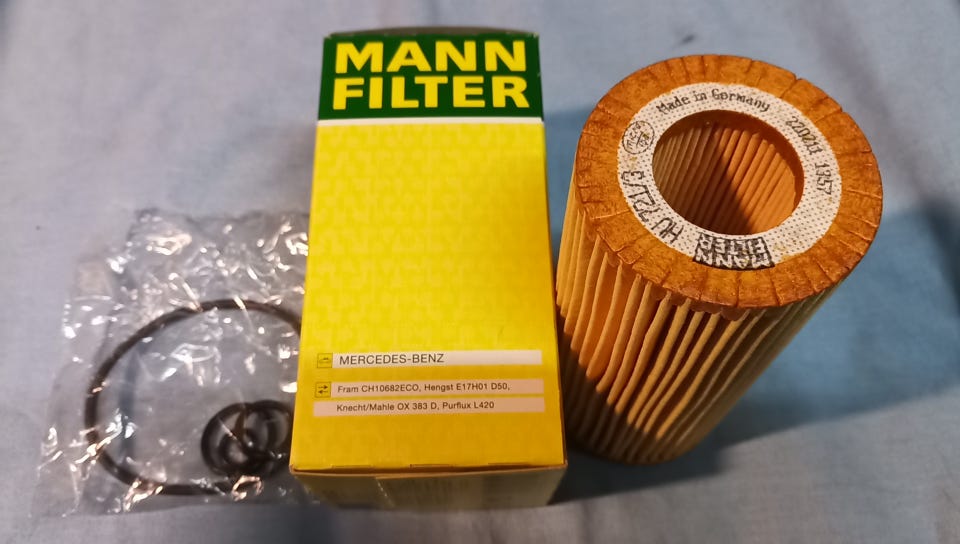 MANN
FILTER
MERCEDES-BENZ
Fram CH10682ECO, Hengst E17H01 D50,
Knecht/Mahle OX 383 D, Purflux L420
Made in Germany
220211 1357
HU 721/3
MANN
FILTER